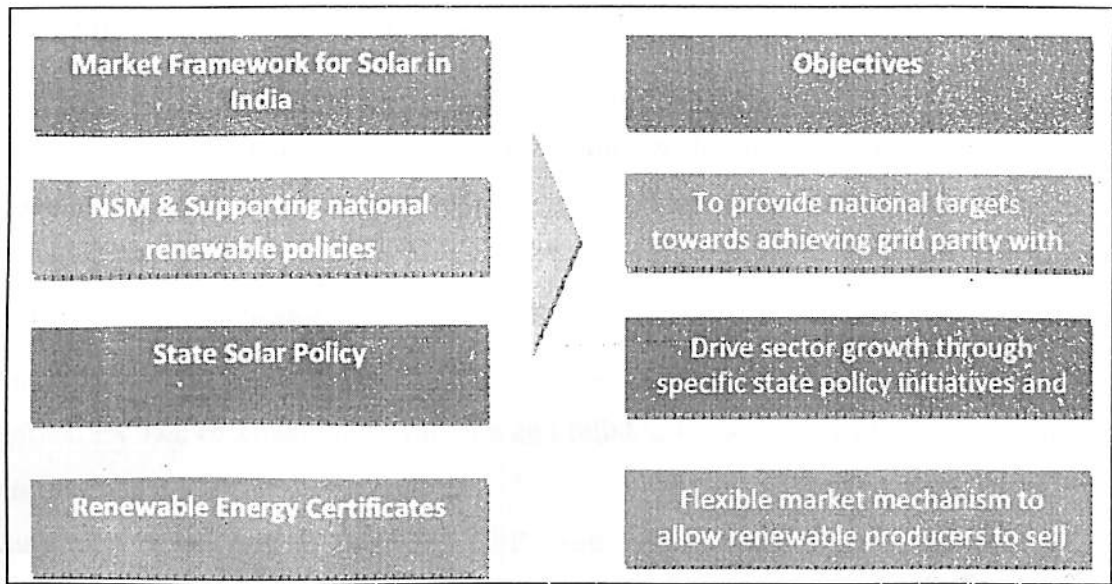 Market Framework for Solar in
India
Objectives
NSM & Supporting national
renewable policies
To provide national targets
towards achieving grid parity with
State Solar Policy
Drive sector growth through
specific state policy initiatives and
Renewable Energy Certificates
Flexible market mechanism to
allow renewable producers to sell